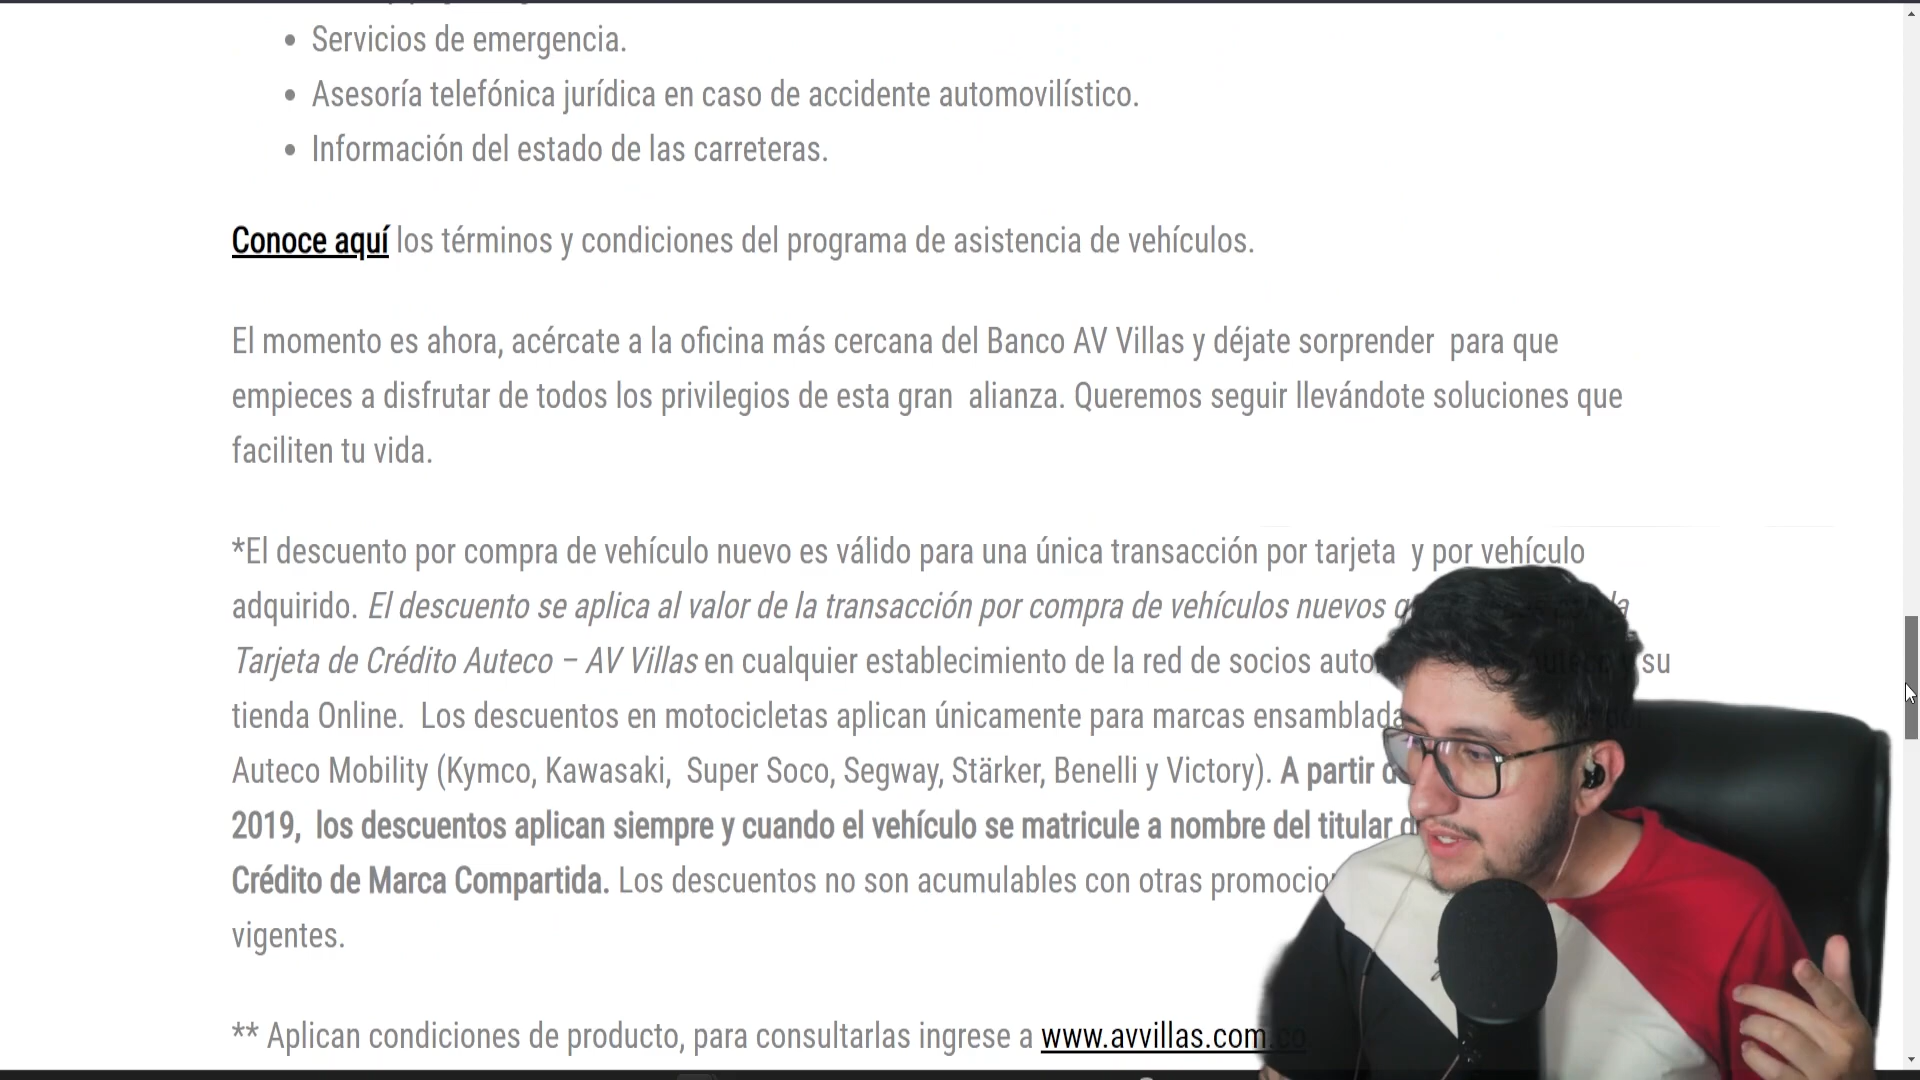 Servicios de emergencia.
Asesoría telefónica jurídica en caso de accidente automovilístico.
Información del estado de las carreteras.
Conoce aquí los términos y condiciones del programa de asistencia de vehículos.
El momento es ahora, acércate a la oficina más cercana del Banco AV Villas y déjate sorprender para que
empieces a disfrutar de todos los privilegios de esta gran alianza. Queremos seguir llevándote soluciones que
faciliten tu vida.
*El descuento por compra de vehículo nuevo es válido para una única transacción por tarjeta y por vehículo
adquirido. El descuento se aplica al valor de la transacción por compra de vehículos nuevos la
Tarjeta de Crédito Auteco – AV Villas en cualquier establecimiento de la red de socios su
tienda Online. Los descuentos en motocicletas aplican únicamente para marcas
Auteco Mobility (Kymco, Kawasaki, Super Soco, Segway, Stärker, Benelli y Victory). A partir
2019, los descuentos aplican siempre y cuando el vehículo se matricule a nombre del titular
Crédito de Marca Compartida. Los descuentos no son acumulables con otras
vigentes.
** Aplican condiciones de producto, para consultarlas ingrese a www.avvillas.com.co